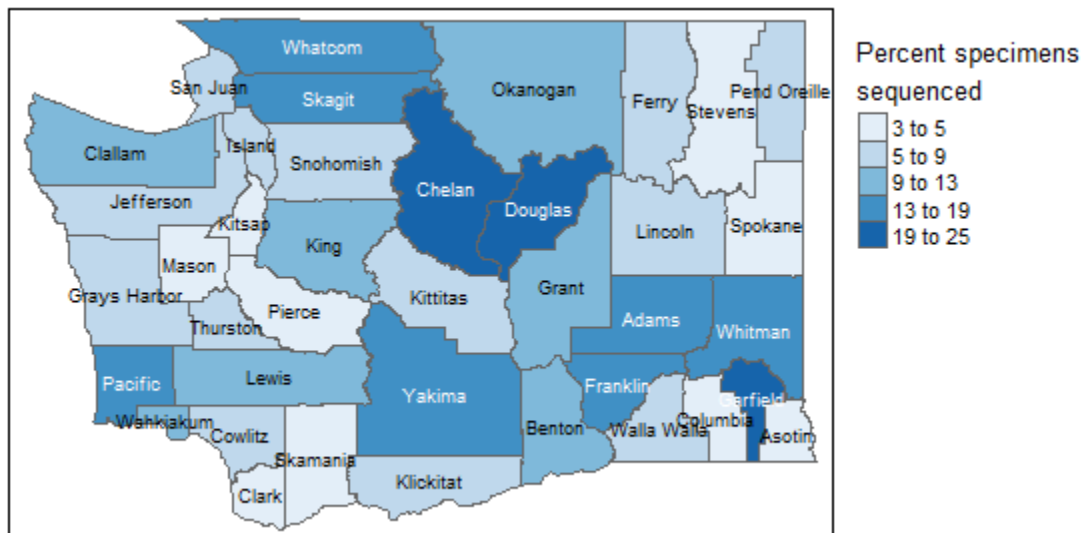 Percent specimens
sequenced
3 to 5
5 to 9
9 to 13
13 to 19
19 to 25
Whatcom
San Juan
Skagit
Okanogan
Ferry
Stevens
Pend Oreille
Clallam
Island
Snohomish
Chelan
Douglas
Jefferson
Kitsap
King
Lincoln
Spokane
Mason
Grays Harbor
Pierce
Kittitas
Grant
Thurston
Adams
Whitman
Pacific
Lewis
Yakima
Franklin
Garfield
Wahkiakum
Cowlitz
Benton
Walla Walla
Columbia
Asotin
Skamania
Klickitat
Clark